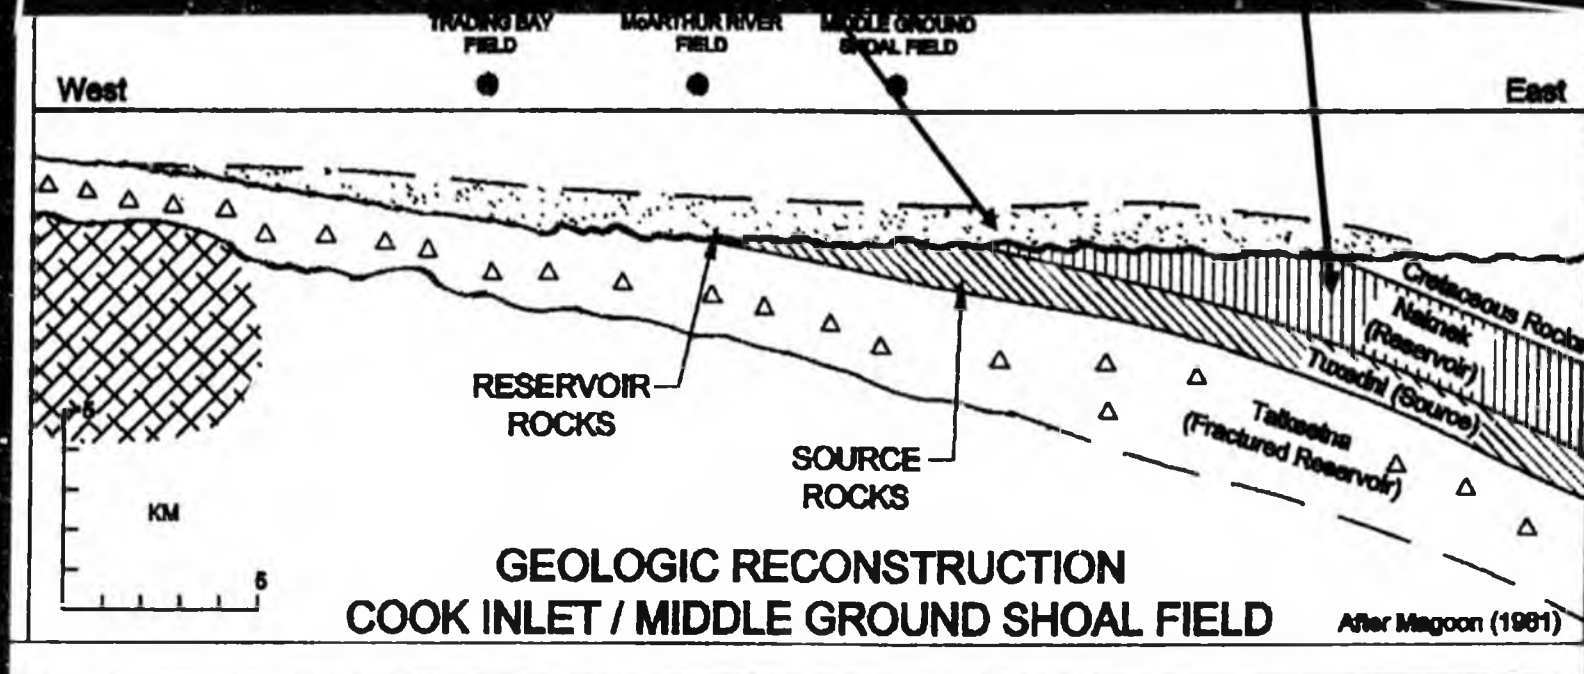 TRADING BAY
FIELD
McARTHUR RIVER
FIELD
MIDDLE GROUND
SHOAL FIELD
West
East
Cretaceous Rocks
Naknek
(Reservoir)
Tuxedni (Source)
Talkeetna
(Fractured Reservoir)
RESERVOIR
ROCKS
SOURCE
ROCKS
5
KM
5
GEOLOGIC RECONSTRUCTION
COOK INLET / MIDDLE GROUND SHOAL FIELD
After Magoon (1981)